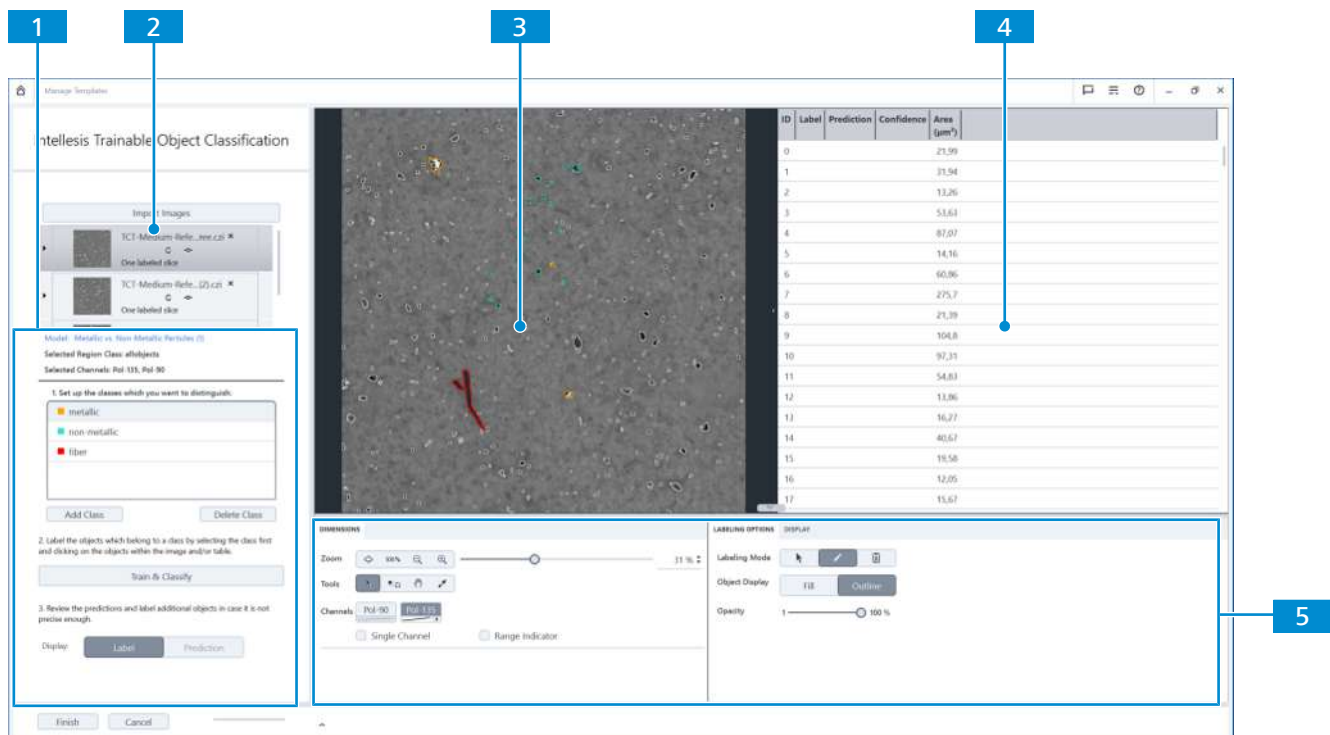 1
2
3
4
Manage Templates
Intellesis Trainable Object Classification
Import Images
TCT-Medium-Refe...ree.czi ×
One labeled slice
TCT-Medium-Refe...(2).czi ×
One labeled slice
Model: Metallic vs. Non-Metallic Particles (1)
Selected Region Class: allobjects
Selected Channels: Pol-135, Pol-90
1. Set up the classes which you want to distinguish:
metallic
non-metallic
fiber
Add Class Delete Class
2. Label the objects which belong to a class by selecting the class first
and clicking on the objects within the image and/or table.
Train & Classify
3. Review the predictions and label additional objects in case it is not
precise enough.
Display Label Prediction
Finish Cancel
ID Label Prediction Confidence Area
(µm²)
0 21,99
1 31,94
2 13,26
3 53,63
4 87,07
5 14,16
6 60,86
7 275,7
8 21,39
9 104,8
10 97,31
11 54,83
12 13,86
13 16,27
14 40,67
15 19,58
16 12,05
17 15,67
DIMENSIONS
Zoom 100% 31 %
Tools
Channels Pol-90 Pol-135
Single Channel Range Indicator
LABELING OPTIONS DISPLAY
Labeling Mode
Object Display Fill Outline
Opacity 1 100 %
5